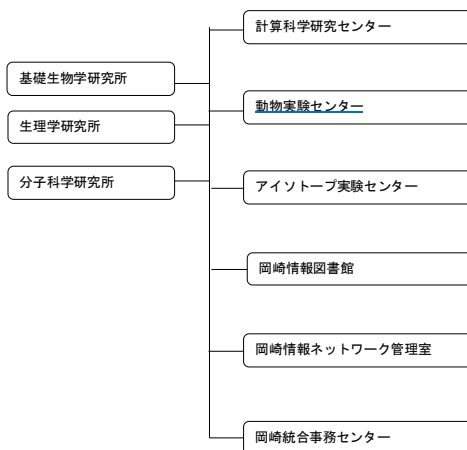 基礎生物学研究所
生理学研究所
分子科学研究所
計算科学研究センター
動物実験センター
アイソトープ実験センター
岡崎情報図書館
岡崎情報ネットワーク管理室
岡崎統合事務センター